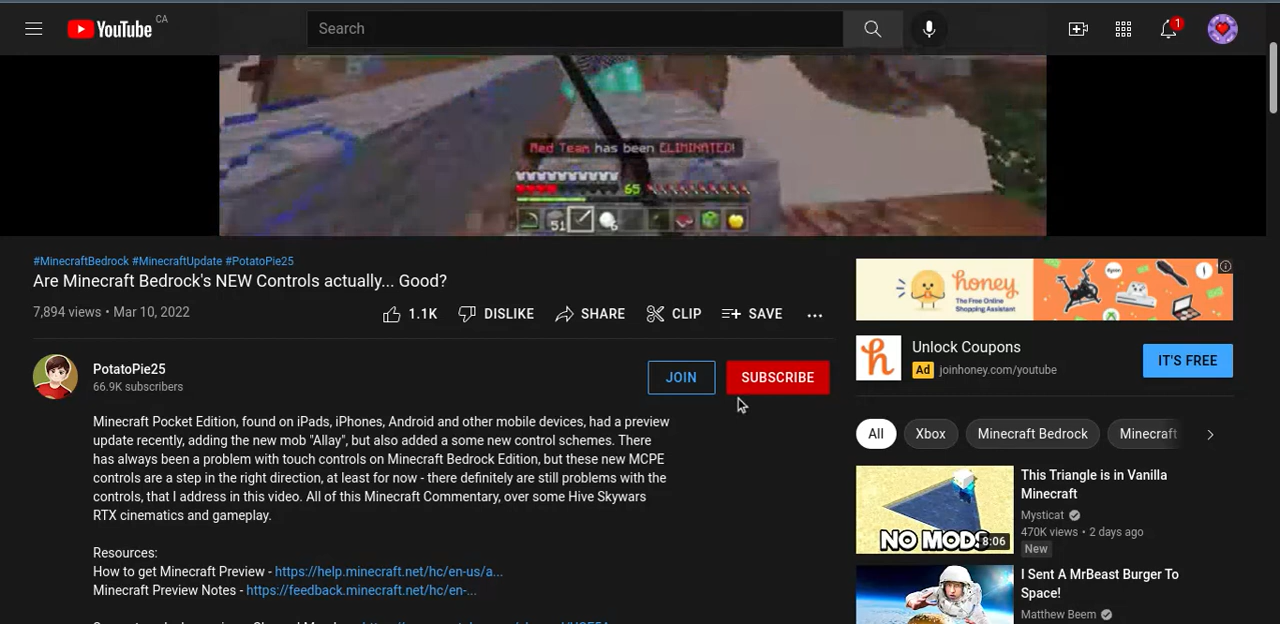 YouTube CA
Search
1
Red Team has been ELIMINATED!
65
51
6
#MinecraftBedrock #MinecraftUpdate #PotatoPie25
Are Minecraft Bedrock's NEW Controls actually... Good?
7,894 views • Mar 10, 2022
1.1K DISLIKE SHARE CLIP SAVE ...
PotatoPie25
66.9K subscribers
JOIN SUBSCRIBE
Minecraft Pocket Edition, found on iPads, iPhones, Android and other mobile devices, had a preview
update recently, adding the new mob "Allay", but also added a some new control schemes. There
has always been a problem with touch controls on Minecraft Bedrock Edition, but these new MCPE
controls are a step in the right direction, at least for now - there definitely are still problems with the
controls, that I address in this video. All of this Minecraft Commentary, over some Hive Skywars
RTX cinematics and gameplay.
Resources:
How to get Minecraft Preview - https://help.minecraft.net/hc/en-us/a...
Minecraft Preview Notes - https://feedback.minecraft.net/hc/en-...
honey
The Free Online
Shopping Assistant
h
Unlock Coupons
Ad joinhoney.com/youtube
IT'S FREE
All Xbox Minecraft Bedrock Minecraft
NO MODS
8:06
This Triangle is in Vanilla
Minecraft
Mysticat
470K views • 2 days ago
New
I Sent A MrBeast Burger To
Space!
Matthew Beem